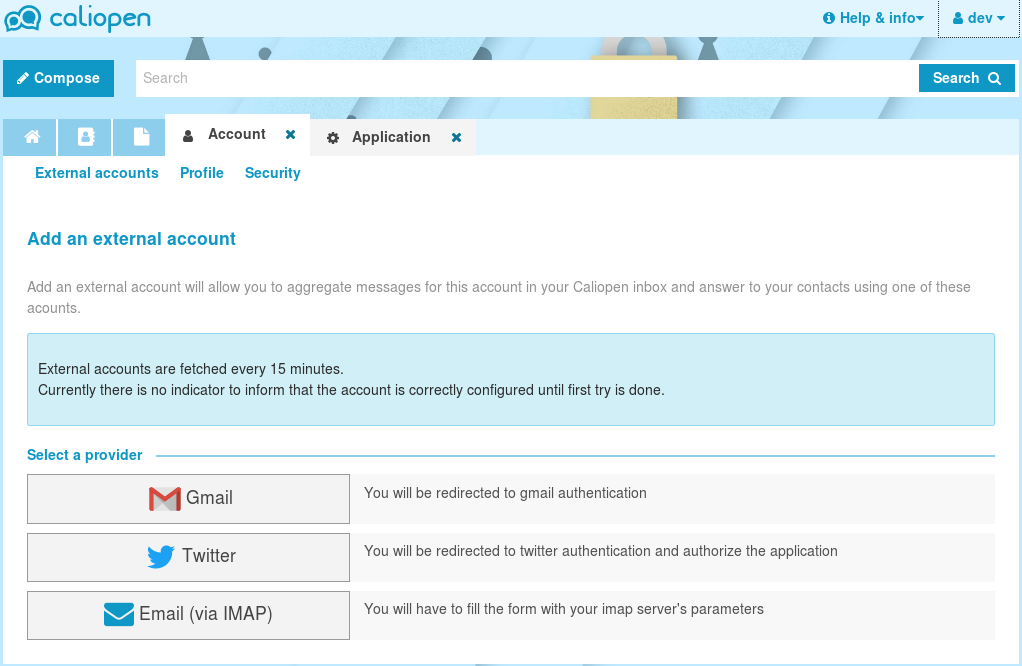 caliopen
Help & info
dev
Compose
Search
Search
Account
Application
External accounts Profile Security
Add an external account
Add an external account will allow you to aggregate messages for this account in your Caliopen inbox and answer to your contacts using one of these
acounts.
External accounts are fetched every 15 minutes.
Currently there is no indicator to inform that the account is correctly configured until first try is done.
Select a provider
Gmail You will be redirected to gmail authentication
Twitter You will be redirected to twitter authentication and authorize the application
Email (via IMAP) You will have to fill the form with your imap server's parameters